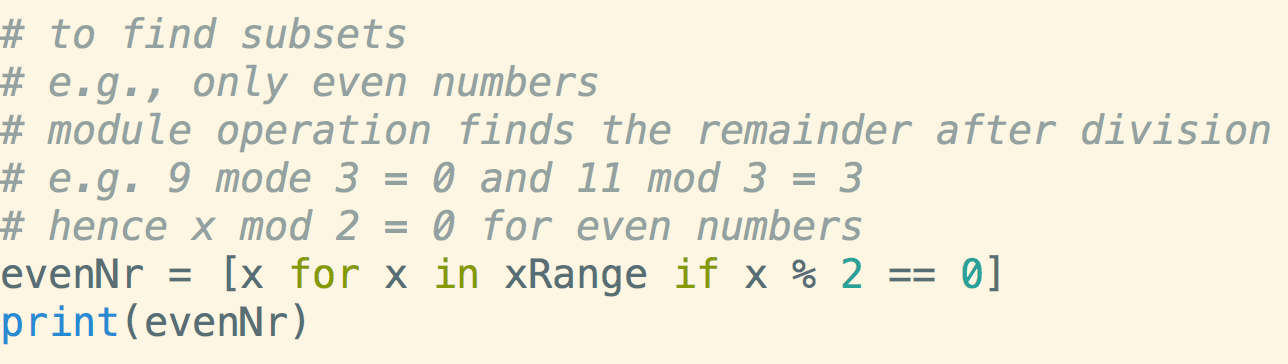 # to find subsets
# e.g., only even numbers
# module operation finds the remainder after division
# e.g. 9 mode 3 = 0 and 11 mod 3 = 3
# hence x mod 2 = 0 for even numbers
evenNr = [x for x in xRange if x % 2 == 0]
print(evenNr)